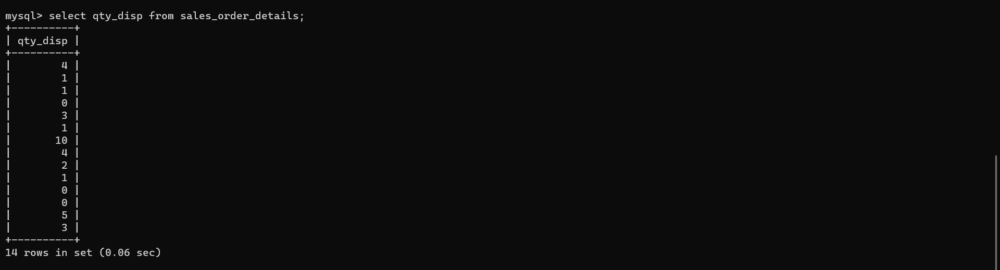 mysql> select qty_disp from sales_order_details;
+----------+
| qty_disp |
+----------+
|        4 |
|        1 |
|        1 |
|        0 |
|        3 |
|        1 |
|       10 |
|        4 |
|        2 |
|        1 |
|        0 |
|        0 |
|        5 |
|        3 |
+----------+
14 rows in set (0.06 sec)